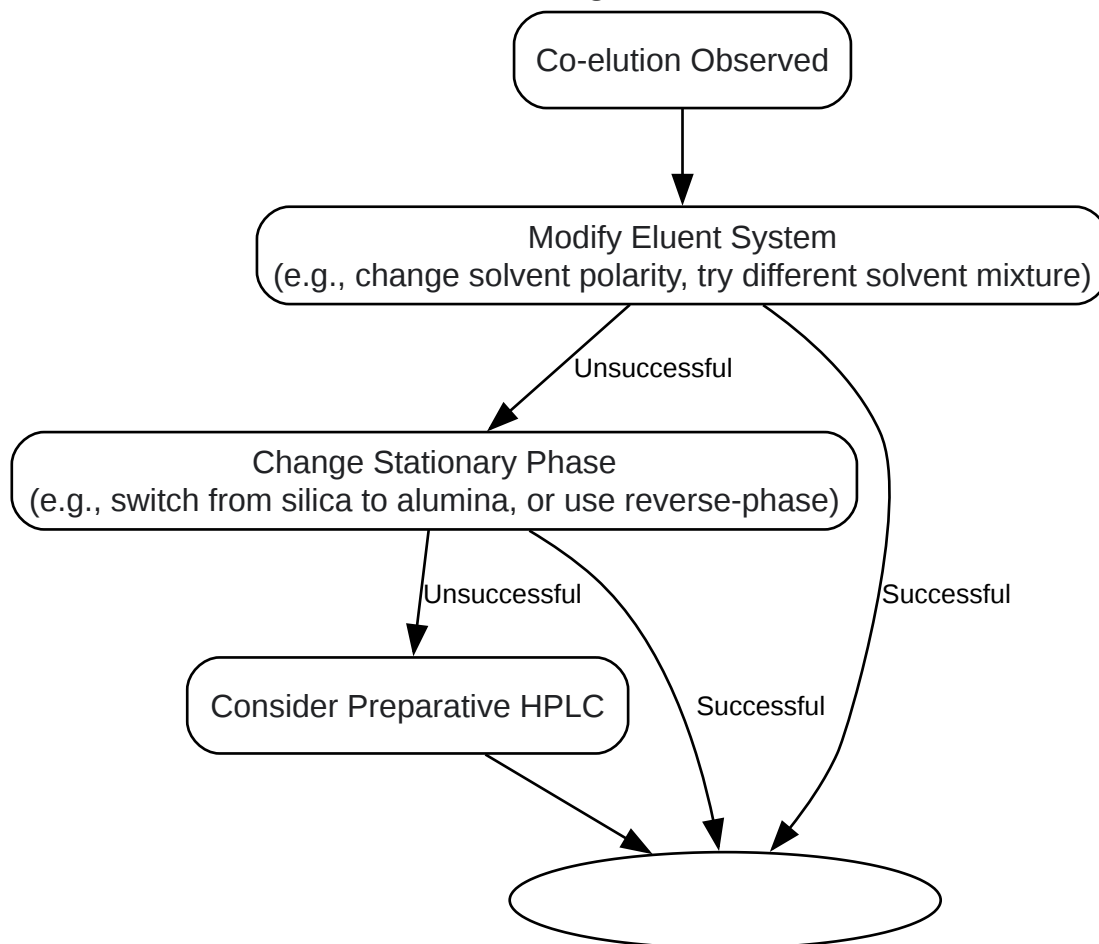 Co-elution Observed
Modify Eluent System
(e.g., change solvent polarity, try different solvent mixture)
Unsuccessful
Change Stationary Phase
(e.g., switch from silica to alumina, or use reverse-phase)
Unsuccessful
Successful
Consider Preparative HPLC
Successful